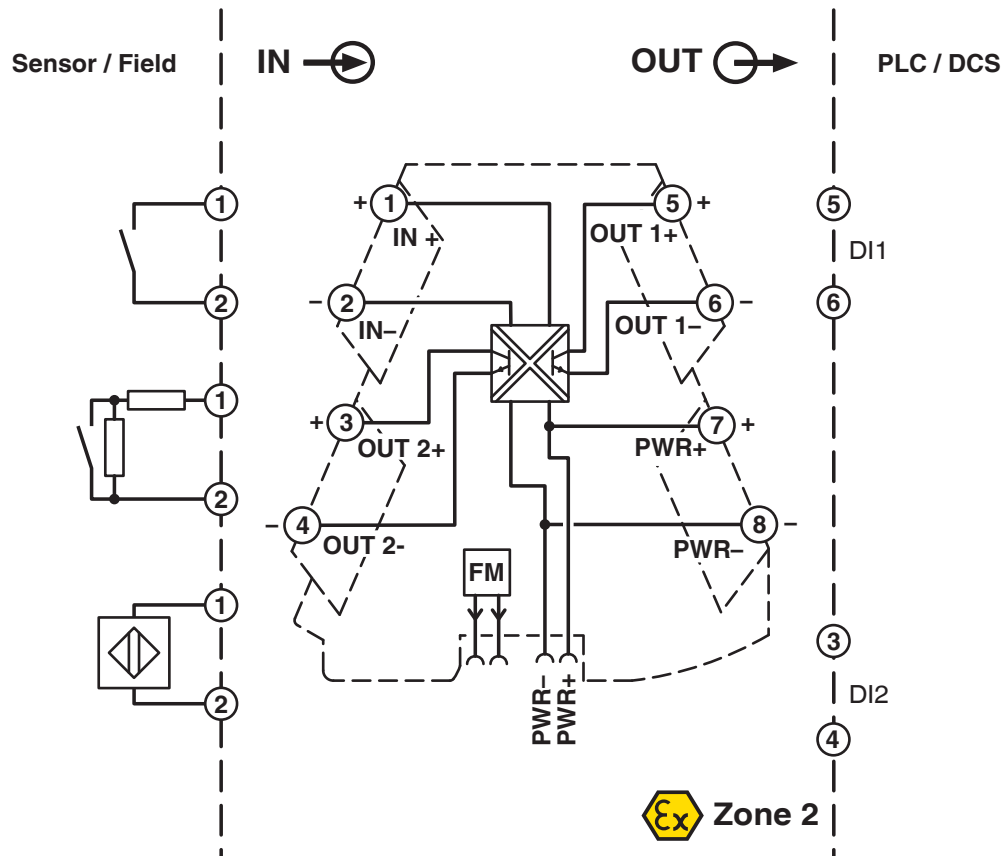 Sensor / Field
IN
OUT
PLC / DCS
1
2
1
2
1
2
+ 1
IN +
– 2
IN–
+ 3
OUT 2+
– 4
OUT 2-
5 +
OUT 1+
6 –
OUT 1–
7 +
PWR+
8 –
PWR–
FM
PWR–
PWR+
5
DI1
6
3
DI2
4
Ex Zone 2